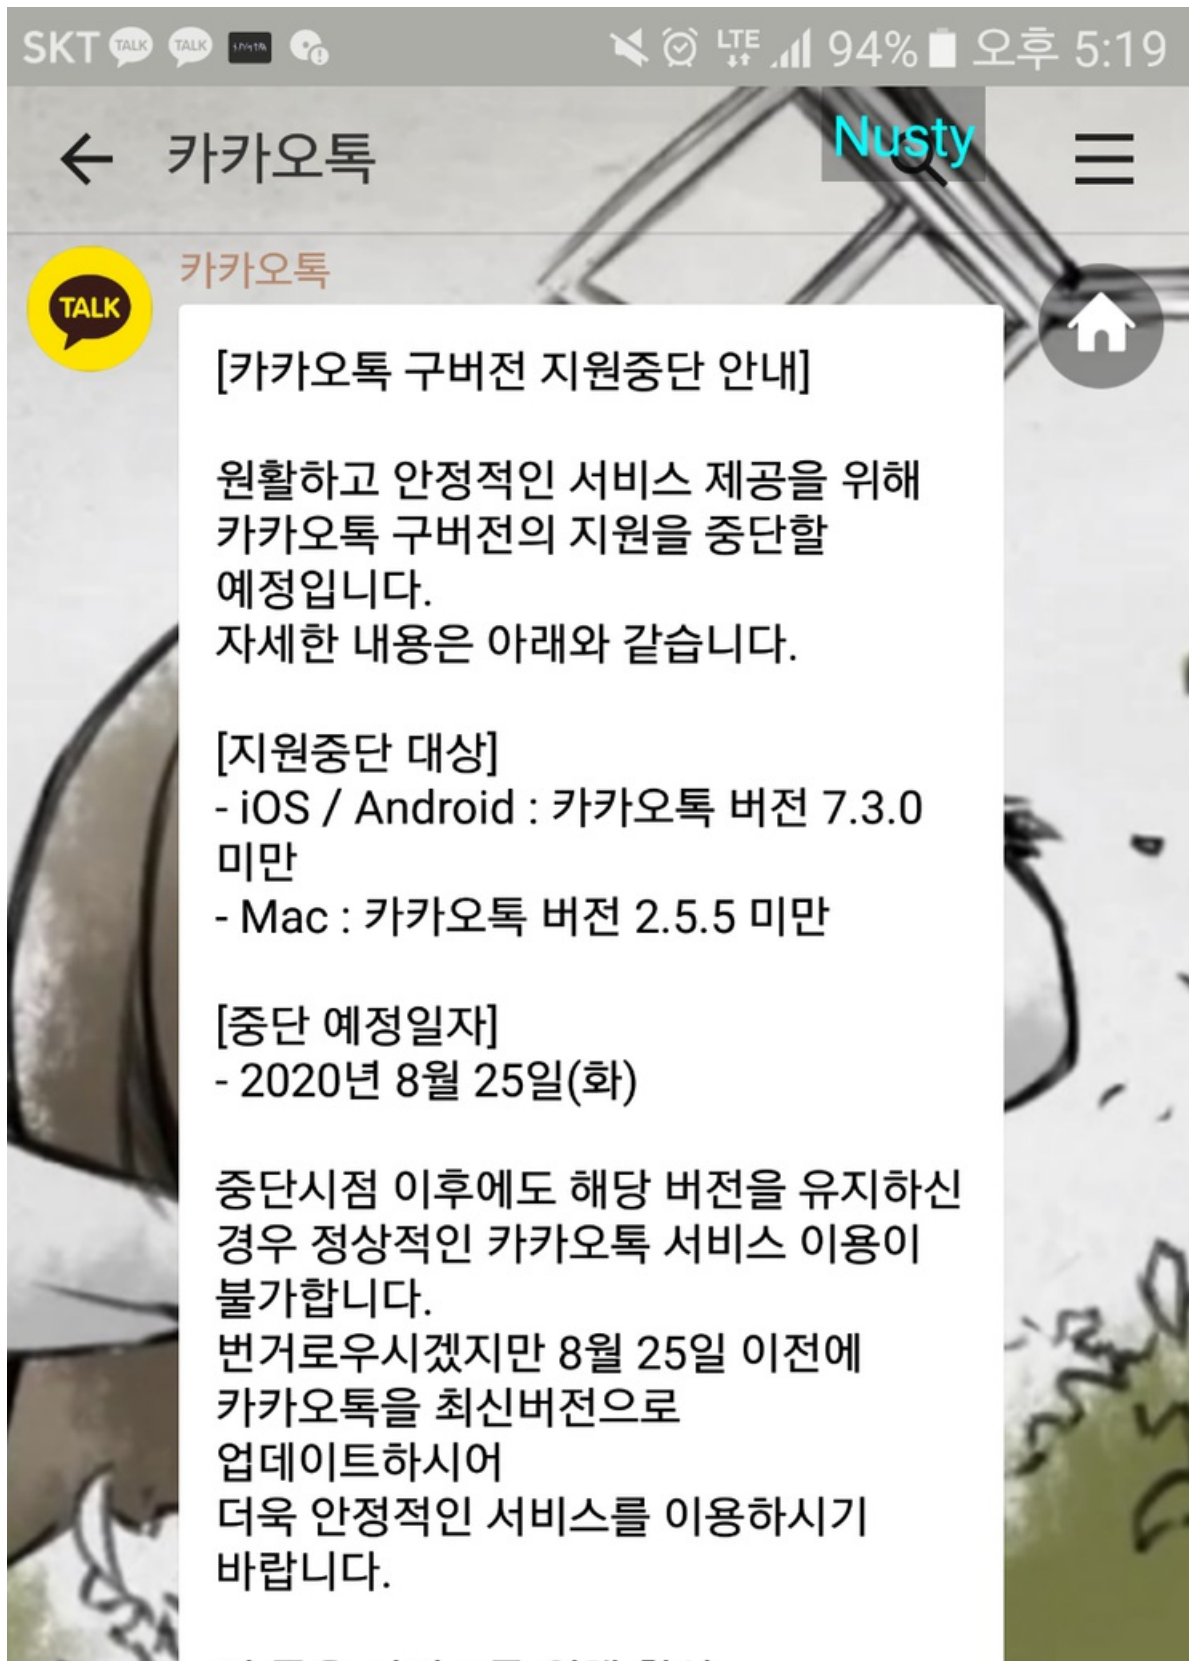 SKT TALK TALK LTE 94% 오후 5:19
카카오톡 Nusty
카카오톡
TALK
[카카오톡 구버전 지원중단 안내]
원활하고 안정적인 서비스 제공을 위해
카카오톡 구버전의 지원을 중단할
예정입니다.
자세한 내용은 아래와 같습니다.
[지원중단 대상]
- iOS / Android : 카카오톡 버전 7.3.0
미만
- Mac : 카카오톡 버전 2.5.5 미만
[중단 예정일자]
- 2020년 8월 25일(화)
중단시점 이후에도 해당 버전을 유지하신
경우 정상적인 카카오톡 서비스 이용이
불가합니다.
번거로우시겠지만 8월 25일 이전에
카카오톡을 최신버전으로
업데이트하시어
더욱 안정적인 서비스를 이용하시기
바랍니다.